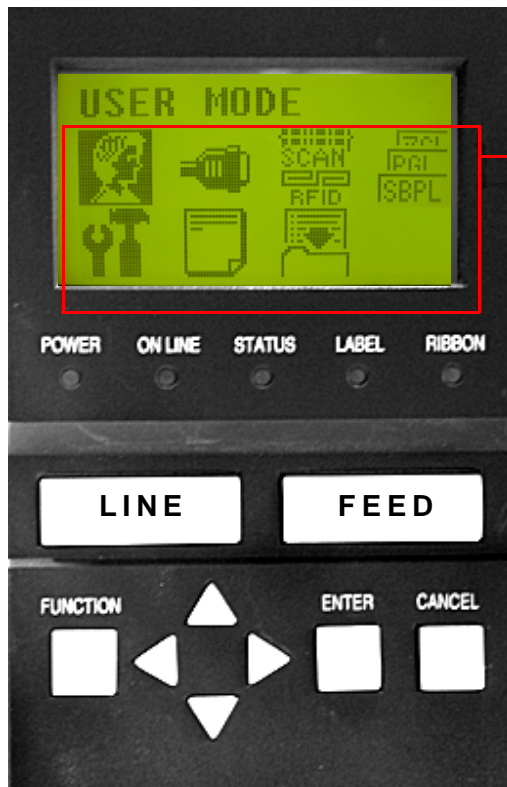 USER MODE
SCAN
RFID
PGL
SBPL
POWER ON LINE STATUS LABEL RIBBON
LINE FEED
FUNCTION ENTER CANCEL